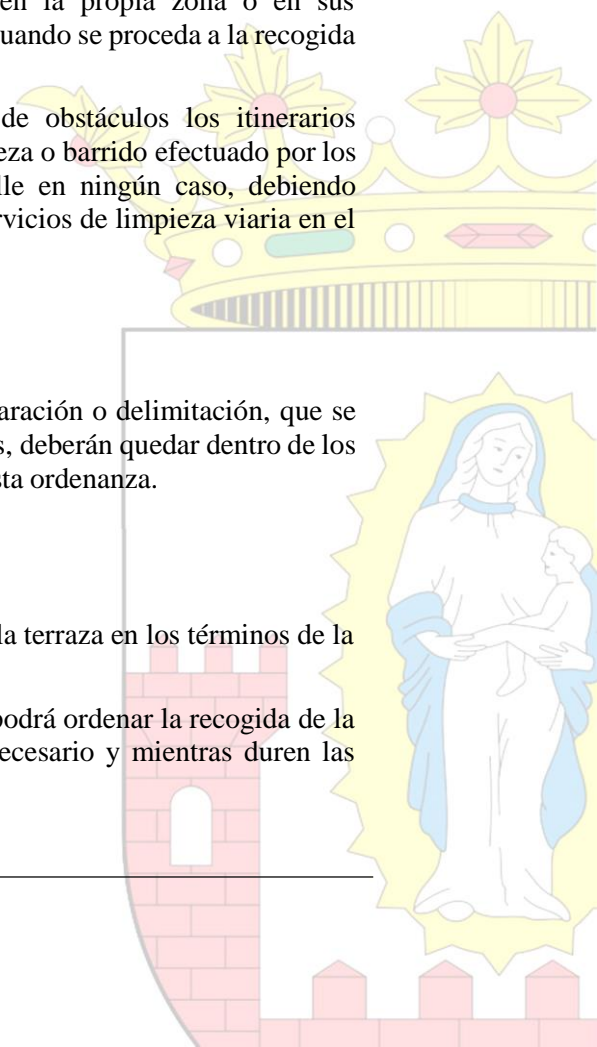 en la propia zona o en sus
uando se proceda a la recogida
de obstáculos los itinerarios
eza o barrido efectuado por los
lle en ningún caso, debiendo
rvicios de limpieza viaria en el
aración o delimitación, que se
s, deberán quedar dentro de los
sta ordenanza.
la terraza en los términos de la
podrá ordenar la recogida de la
ecesario y mientras duren las